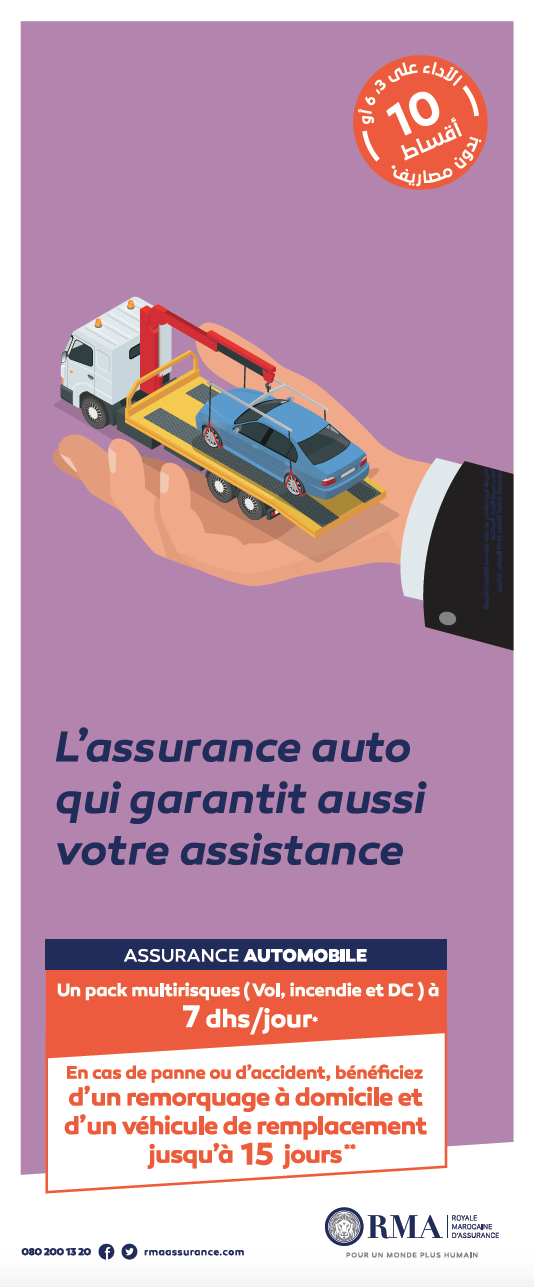 الأداء على 3، 6 أو
10
أقساط
بدون مصاريف*
L'assurance auto
qui garantit aussi
votre assistance
ASSURANCE AUTOMOBILE
Un pack multirisques ( Vol, incendie et DC ) à
7 dhs/jour*
En cas de panne ou d'accident, bénéficiez
d'un remorquage à domicile et
d'un véhicule de remplacement
jusqu'à 15 jours**
080 200 13 20 rmaassurance.com
RMA
ROYALE
MAROCAINE
D'ASSURANCE
POUR UN MONDE PLUS HUMAIN